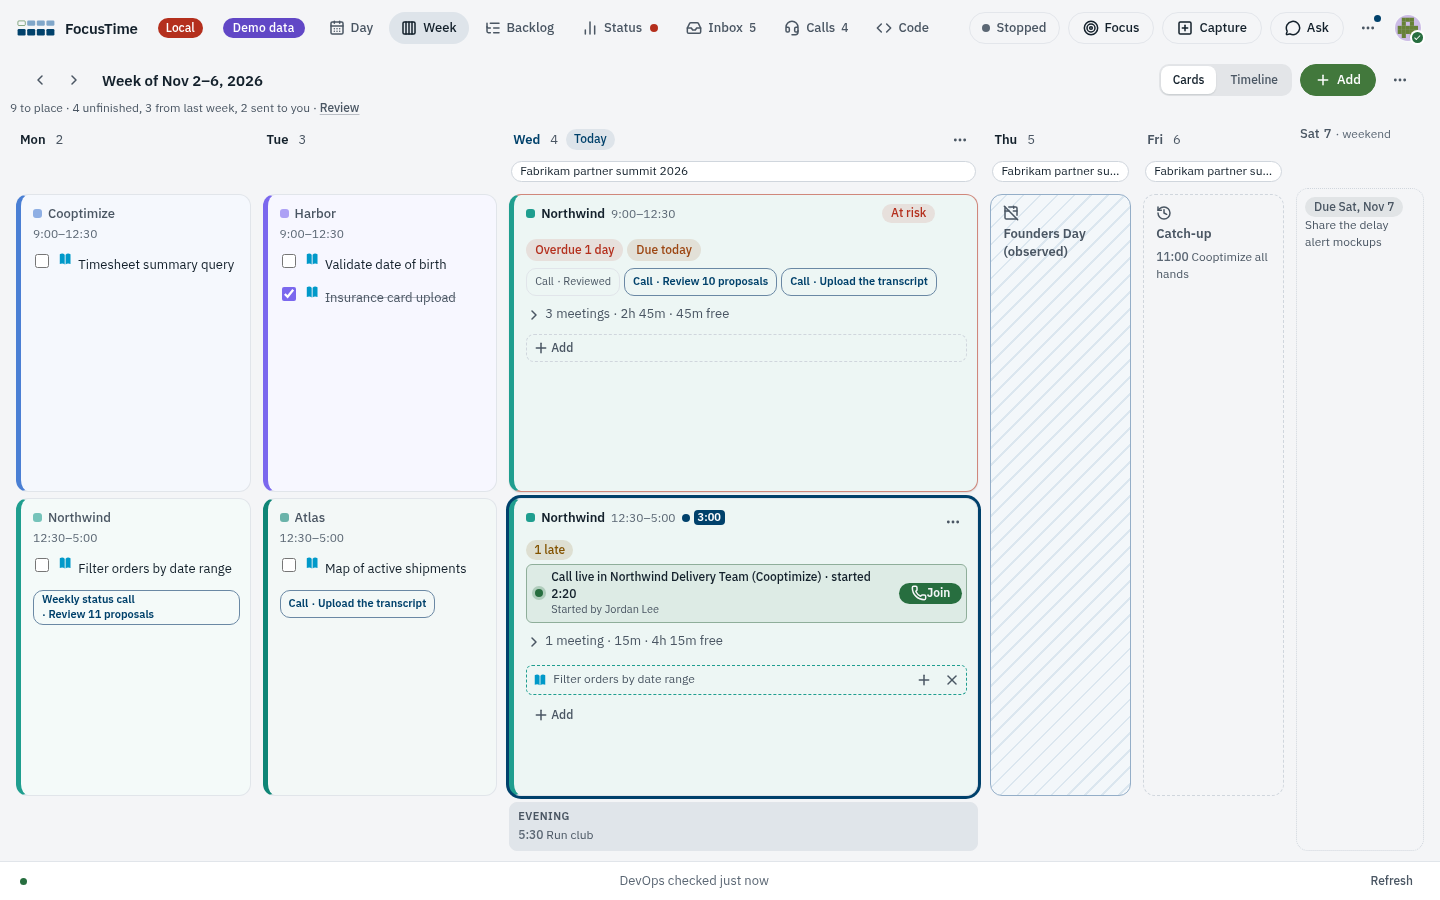 FocusTime
Local
Demo data
Day
Week
Backlog
Status
Inbox 5
Calls 4
Code
Stopped
Focus
Capture
Ask
Week of Nov 2–6, 2026
Cards
Timeline
Add
9 to place · 4 unfinished, 3 from last week, 2 sent to you · Review
Mon 2
Tue 3
Wed 4 Today
Thu 5
Fri 6
Sat 7 · weekend
Fabrikam partner summit 2026
Fabrikam partner su...
Fabrikam partner su...
Cooptimize
9:00–12:30
Timesheet summary query
Harbor
9:00–12:30
Validate date of birth
Insurance card upload
Northwind 9:00–12:30
At risk
Overdue 1 day
Due today
Call · Reviewed
Call · Review 10 proposals
Call · Upload the transcript
3 meetings · 2h 45m · 45m free
Add
Founders Day
(observed)
Catch-up
11:00 Cooptimize all
hands
Due Sat, Nov 7
Share the delay
alert mockups
Northwind
12:30–5:00
Filter orders by date range
Weekly status call
· Review 11 proposals
Atlas
12:30–5:00
Map of active shipments
Call · Upload the transcript
Northwind 12:30–5:00 3:00
1 late
Call live in Northwind Delivery Team (Cooptimize) · started
2:20
Started by Jordan Lee
Join
1 meeting · 15m · 4h 15m free
Filter orders by date range
Add
EVENING
5:30 Run club
DevOps checked just now
Refresh